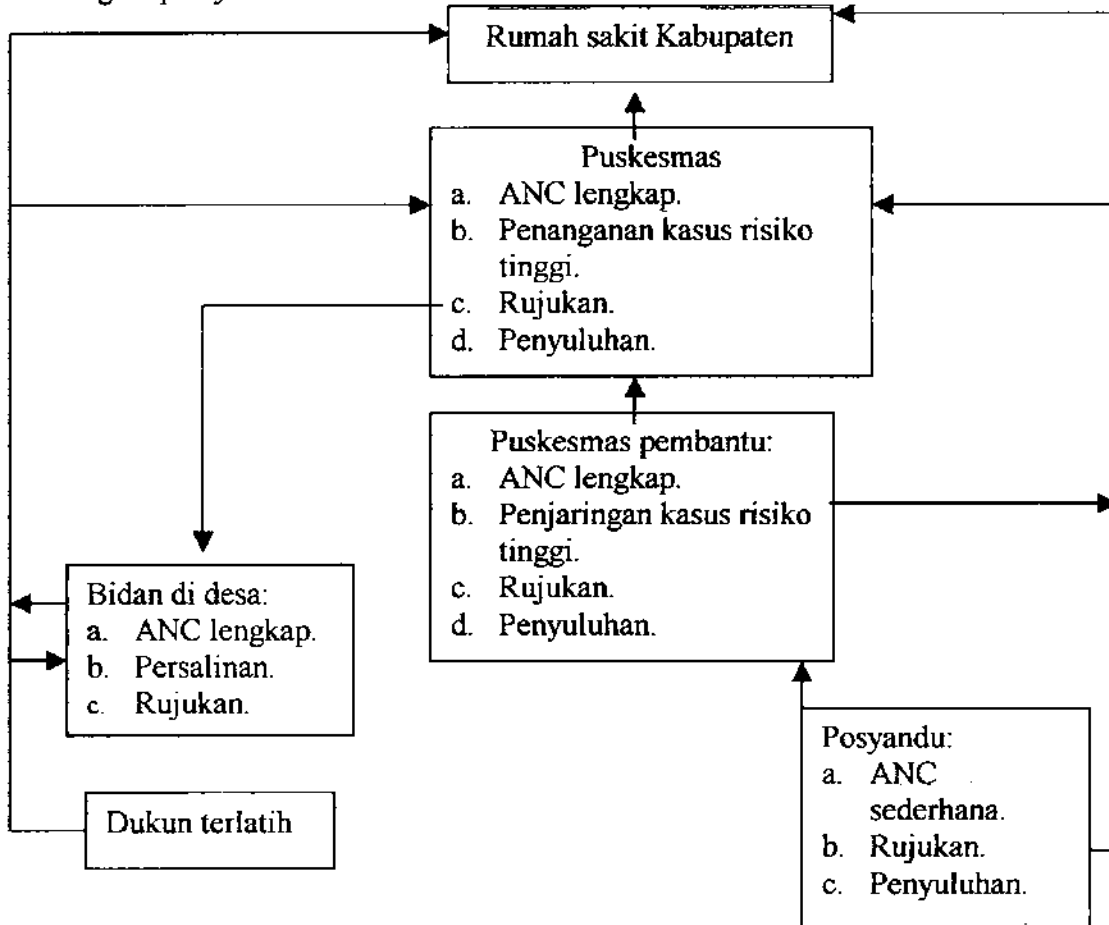 Rumah sakit Kabupaten
Puskesmas
a. ANC lengkap.
b. Penanganan kasus risiko
tinggi.
c. Rujukan.
d. Penyuluhan.
Puskesmas pembantu:
a. ANC lengkap.
b. Penjaringan kasus risiko
tinggi.
c. Rujukan.
d. Penyuluhan.
Bidan di desa:
a. ANC lengkap.
b. Persalinan.
c. Rujukan.
Dukun terlatih
Posyandu:
a. ANC
sederhana.
b. Rujukan.
c. Penyuluhan.